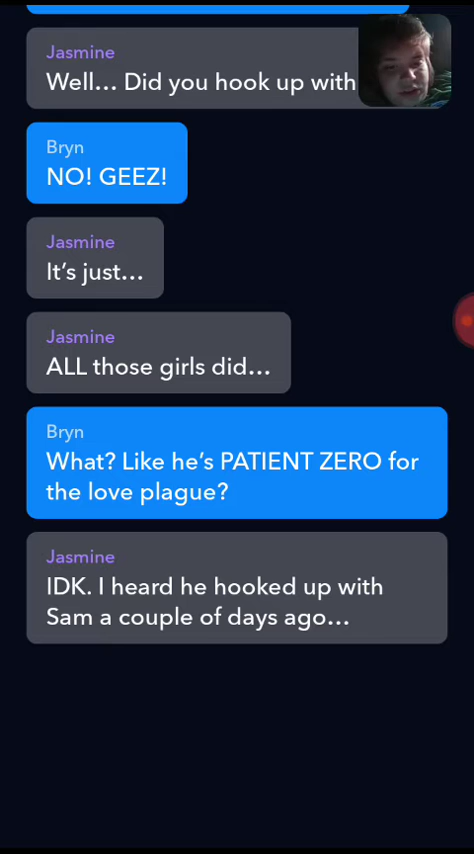 Jasmine
Well... Did you hook up with
Bryn
NO! GEEZ!
Jasmine
It’s just...
Jasmine
ALL those girls did...
Bryn
What? Like he’s PATIENT ZERO for
the love plague?
Jasmine
IDK. I heard he hooked up with
Sam a couple of days ago...